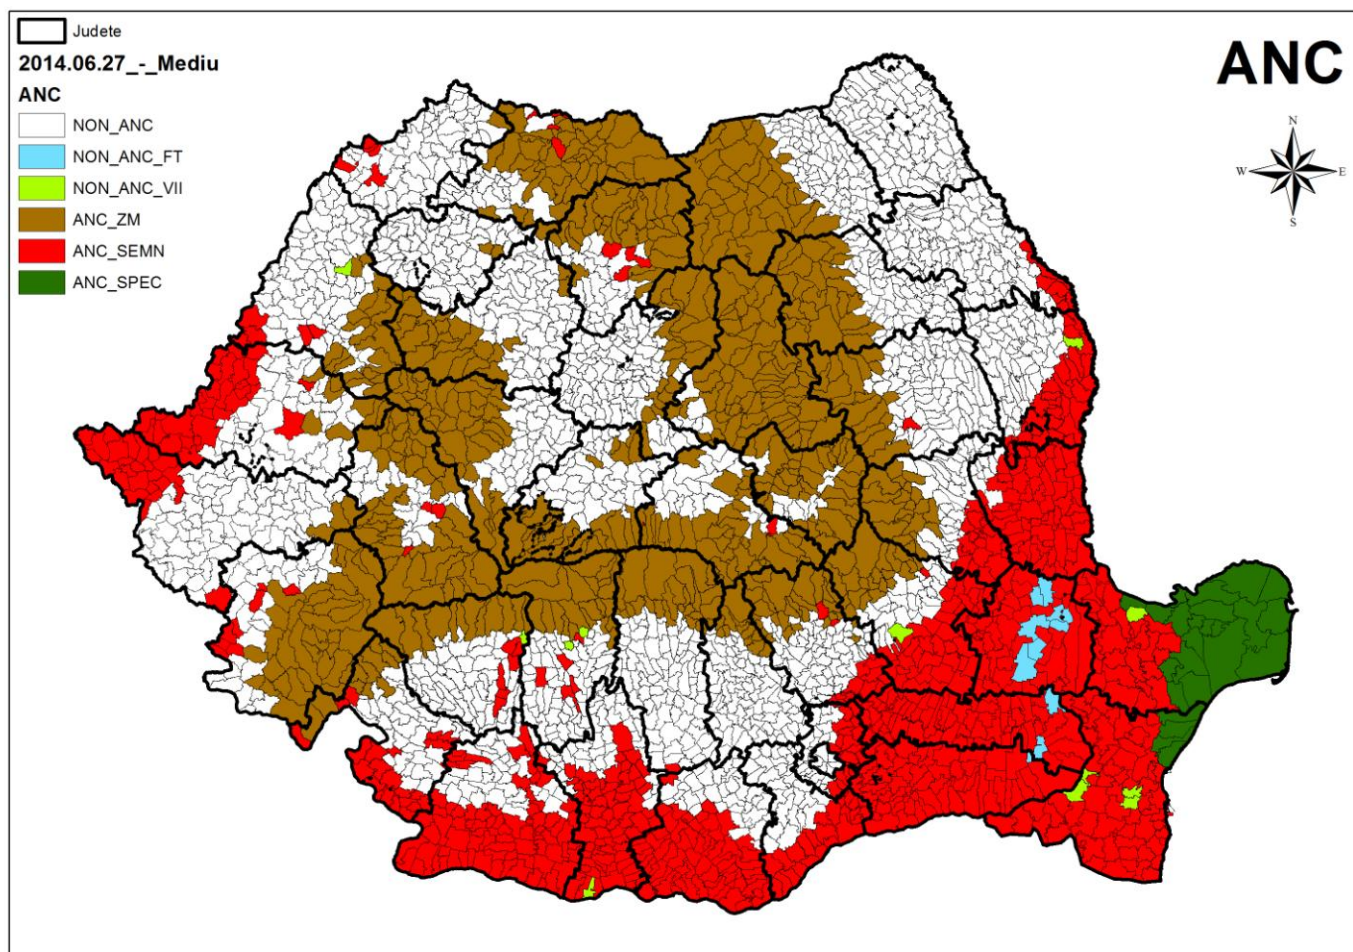 Judete
2014.06.27_-_Mediu
ANC
NON_ANC
NON_ANC_FT
NON_ANC_VII
ANC_ZM
ANC_SEMN
ANC_SPEC
ANC
N
W
E
S